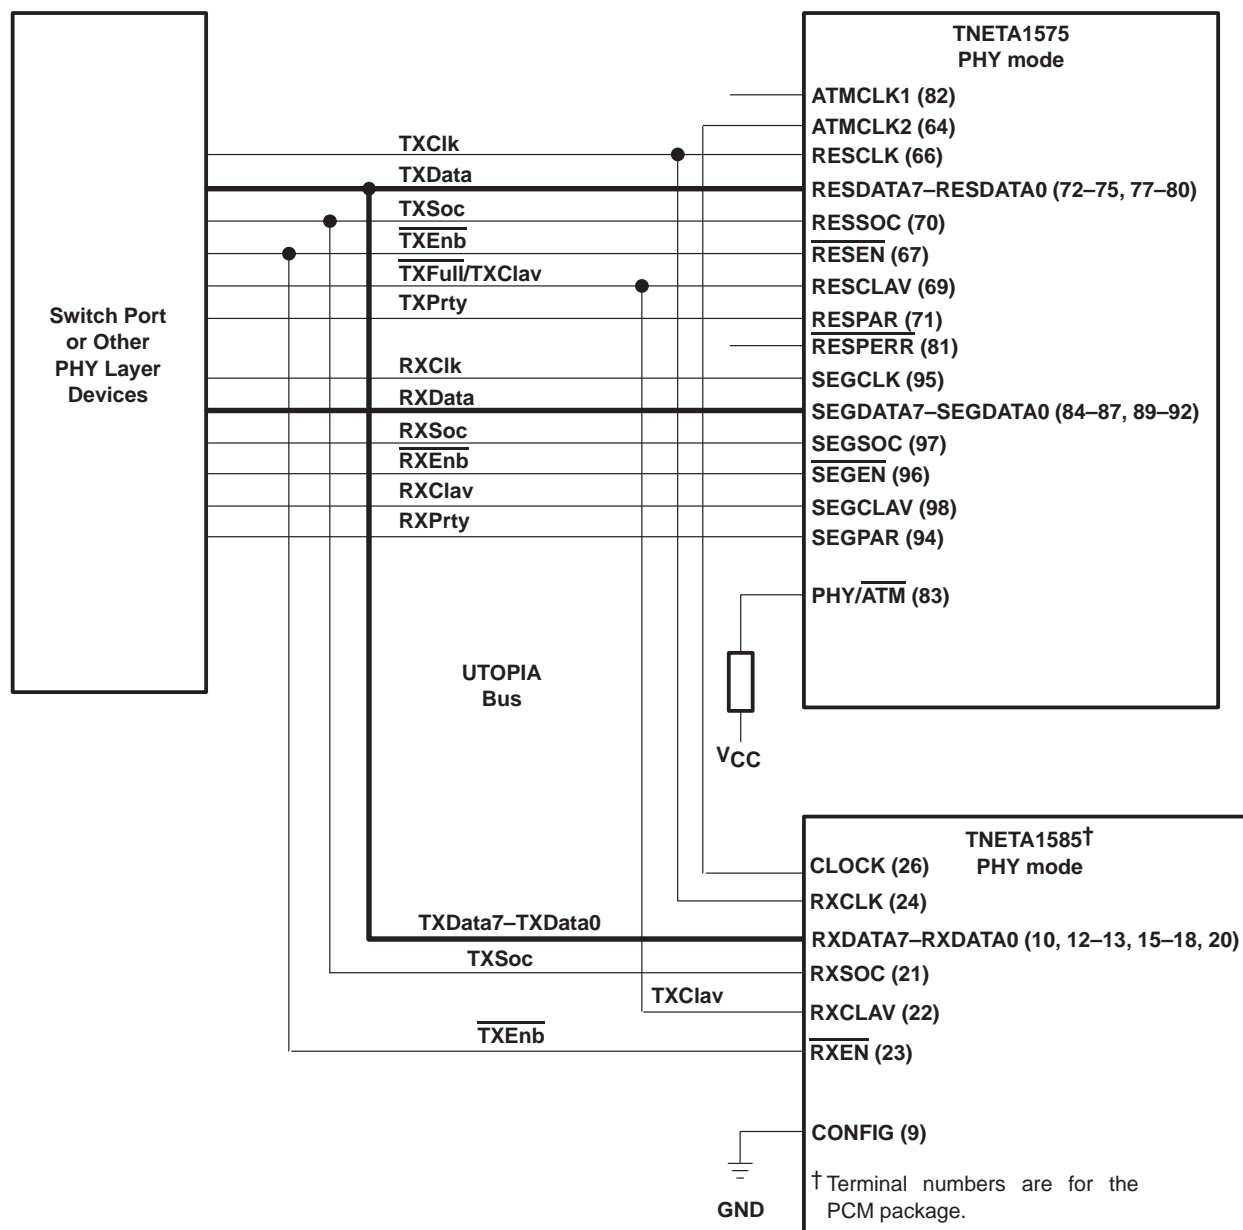 TNETA1575
PHY mode
ATMCLK1 (82)
ATMCLK2 (64)
TXClk
RESCLK (66)
TXData
RESDATA7–RESDATA0 (72–75, 77–80)
TXSoc
RESSOC (70)
TXEnb
RESEN (67)
TXFull/TXClav
RESCLAV (69)
TXPrty
RESPAR (71)
RESPERR (81)
Switch Port
or Other
PHY Layer
Devices
RXClk
SEGCLK (95)
RXData
SEGDATA7–SEGDATA0 (84–87, 89–92)
RXSoc
SEGSOC (97)
RXEnb
SEGEN (96)
RXClav
SEGCLAV (98)
RXPrty
SEGPAR (94)
PHY/ATM (83)
UTOPIA
Bus
VCC
TNETA1585†
PHY mode
CLOCK (26)
RXCLK (24)
TXData7–TXData0
RXDATA7–RXDATA0 (10, 12–13, 15–18, 20)
TXSoc
RXSOC (21)
TXClav
RXCLAV (22)
TXEnb
RXEN (23)
CONFIG (9)
GND
† Terminal numbers are for the
PCM package.